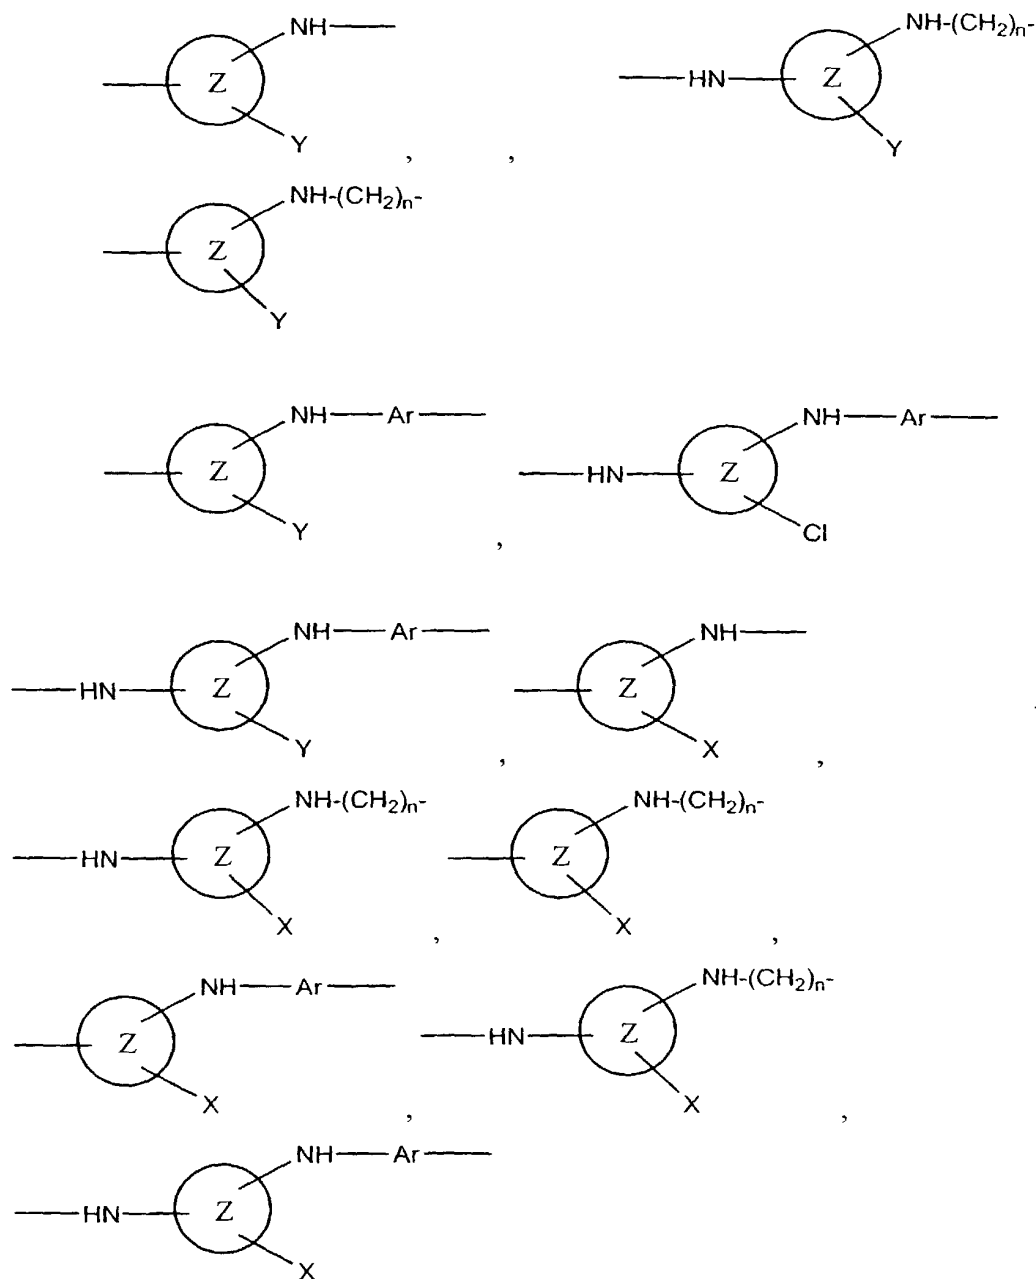 NH
Z
Y
,
NH-(CH₂)ₙ-
HN Z
Y
,
NH-(CH₂)ₙ-
Z
Y
NH Ar
Z
Y
,
NH Ar
HN Z
Cl
NH Ar
HN Z
Y
,
NH
Z
X
,
NH-(CH₂)ₙ-
HN Z
X
,
NH-(CH₂)ₙ-
Z
X
,
NH Ar
Z
X
,
NH-(CH₂)ₙ-
HN Z
X
,
NH Ar
HN Z
X